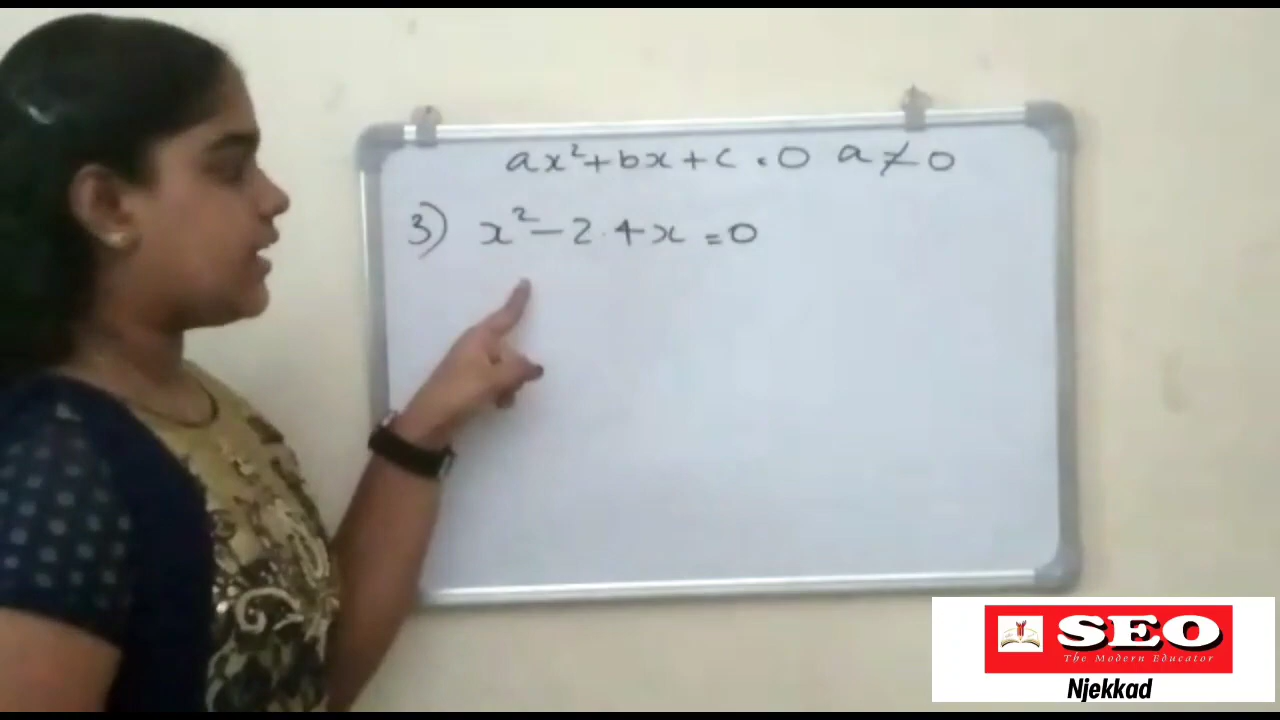 ax²+bx+c=0 a≠0
3) x²-2.4x=0
SEO
The Modern Educator
Njekkad